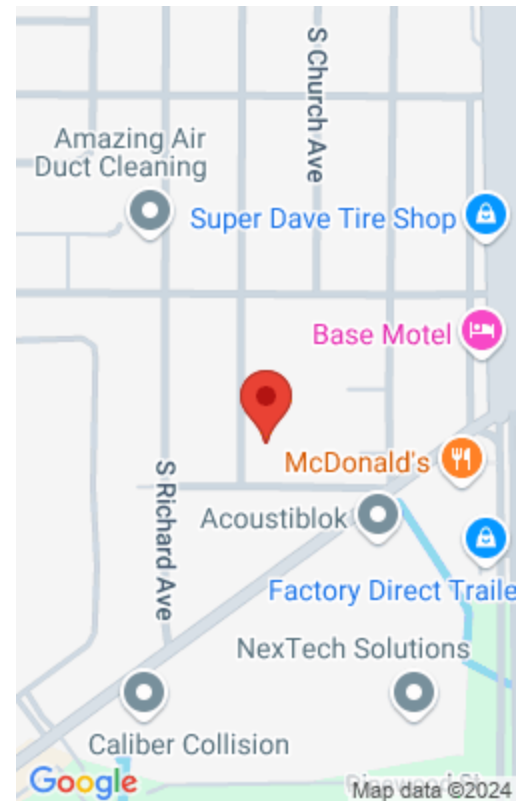 S Church Ave
Amazing Air
Duct Cleaning
Super Dave Tire Shop
Base Motel
McDonald's
S Richard Ave
Acoustiblok
Factory Direct Traile
NexTech Solutions
Caliber Collision
Google
Map data ©2024